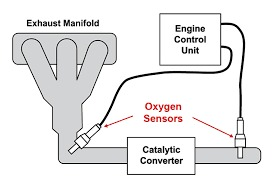 Exhaust Manifold
Engine
Control
Unit
Oxygen
Sensors
Catalytic
Converter